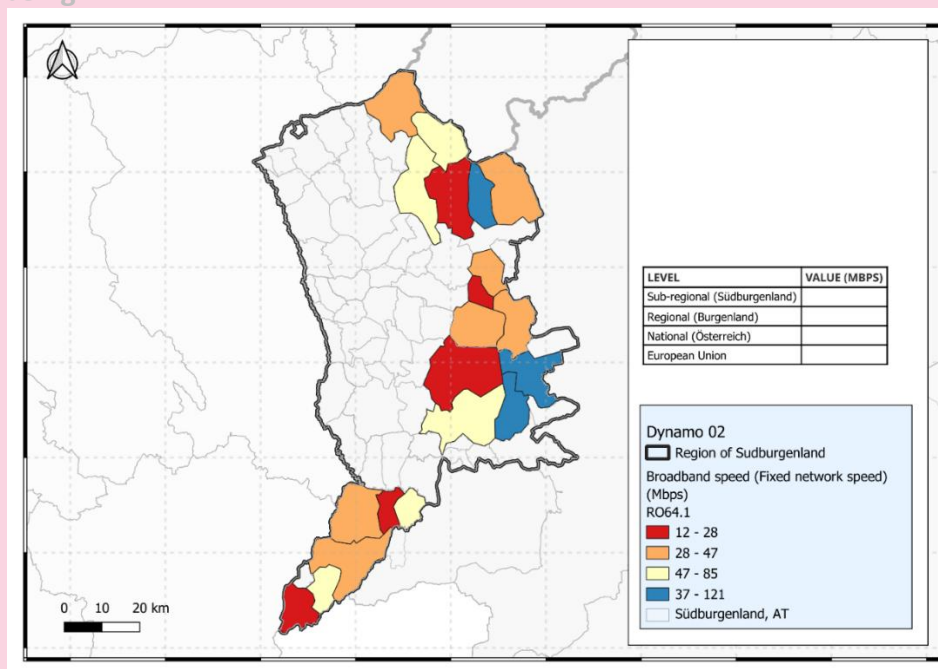 LEVEL VALUE (MBPS)
Sub-regional (Südburgenland)
Regional (Burgenland)
National (Österreich)
European Union
Dynamo 02
Region of Sudburgenland
Broadband speed (Fixed network speed)
(Mbps)
RO64.1
12 - 28
28 - 47
47 - 85
37 - 121
Südburgenland, AT
0 10 20 km